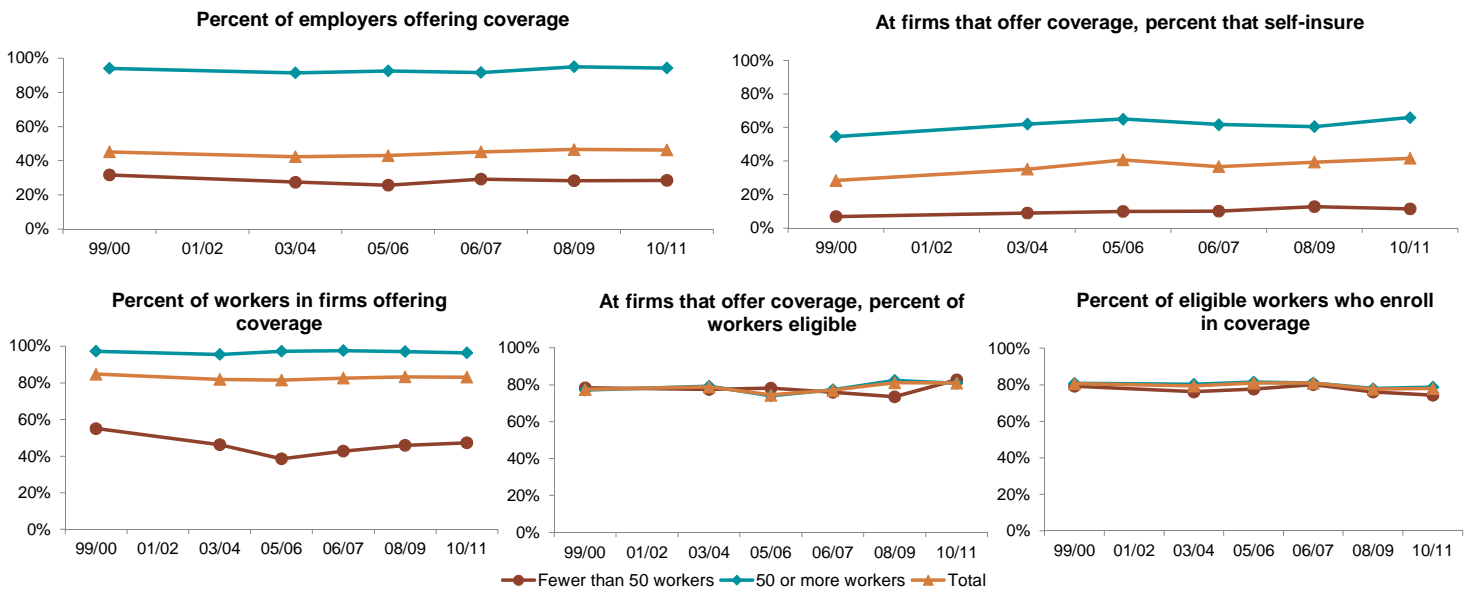 Percent of employers offering coverage
100%
80%
60%
40%
20%
0%
99/00 01/02 03/04 05/06 06/07 08/09 10/11
At firms that offer coverage, percent that self-insure
100%
80%
60%
40%
20%
0%
99/00 01/02 03/04 05/06 06/07 08/09 10/11
Percent of workers in firms offering
coverage
100%
80%
60%
40%
20%
0%
99/00 01/02 03/04 05/06 06/07 08/09 10/11
At firms that offer coverage, percent of
workers eligible
100%
80%
60%
40%
20%
0%
99/00 01/02 03/04 05/06 06/07 08/09 10/11
Percent of eligible workers who enroll
in coverage
100%
80%
60%
40%
20%
0%
99/00 01/02 03/04 05/06 06/07 08/09 10/11
Fewer than 50 workers 50 or more workers Total